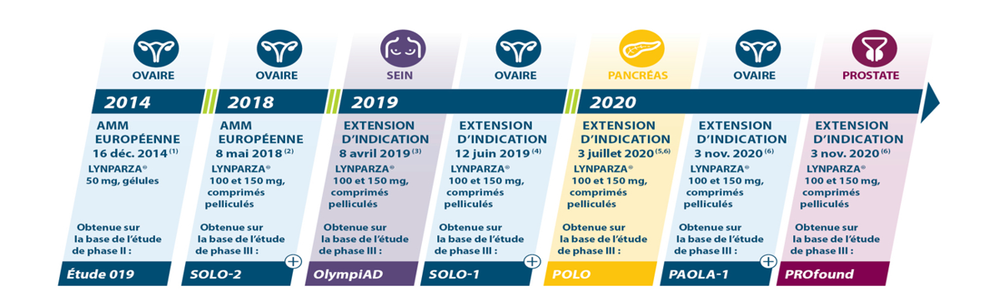 OVAIRE
OVAIRE
SEIN
OVAIRE
PANCRÉAS
OVAIRE
PROSTATE
2014
2018
2019
2020
AMM
EUROPÉENNE
16 déc. 2014 (1)
LYNPARZA®
50 mg, gélules
Obtenue sur
la base de l’étude
de phase II :
Étude 019
AMM
EUROPÉENNE
8 mai 2018 (2)
LYNPARZA®
100 et 150 mg,
comprimés
pelliculés
Obtenue sur
la base de l’étude
de phase III :
SOLO-2
EXTENSION
D’INDICATION
8 avril 2019 (3)
LYNPARZA®
100 et 150 mg,
comprimés
pelliculés
Obtenue sur
la base de l’étude
de phase III :
OlympiAD
EXTENSION
D’INDICATION
12 juin 2019 (4)
LYNPARZA®
100 et 150 mg,
comprimés
pelliculés
Obtenue sur
la base de l’étude
de phase III :
SOLO-1
EXTENSION
D’INDICATION
3 juillet 2020 (5,6)
LYNPARZA®
100 et 150 mg,
comprimés
pelliculés
Obtenue sur
la base de l’étude
de phase III :
POLO
EXTENSION
D’INDICATION
3 nov. 2020 (6)
LYNPARZA®
100 et 150 mg,
comprimés
pelliculés
Obtenue sur
la base de l’étude
de phase III :
PAOLA-1
EXTENSION
D’INDICATION
3 nov. 2020 (6)
LYNPARZA®
100 et 150 mg,
comprimés
pelliculés
Obtenue sur
la base de l’étude
de phase III :
PROfound